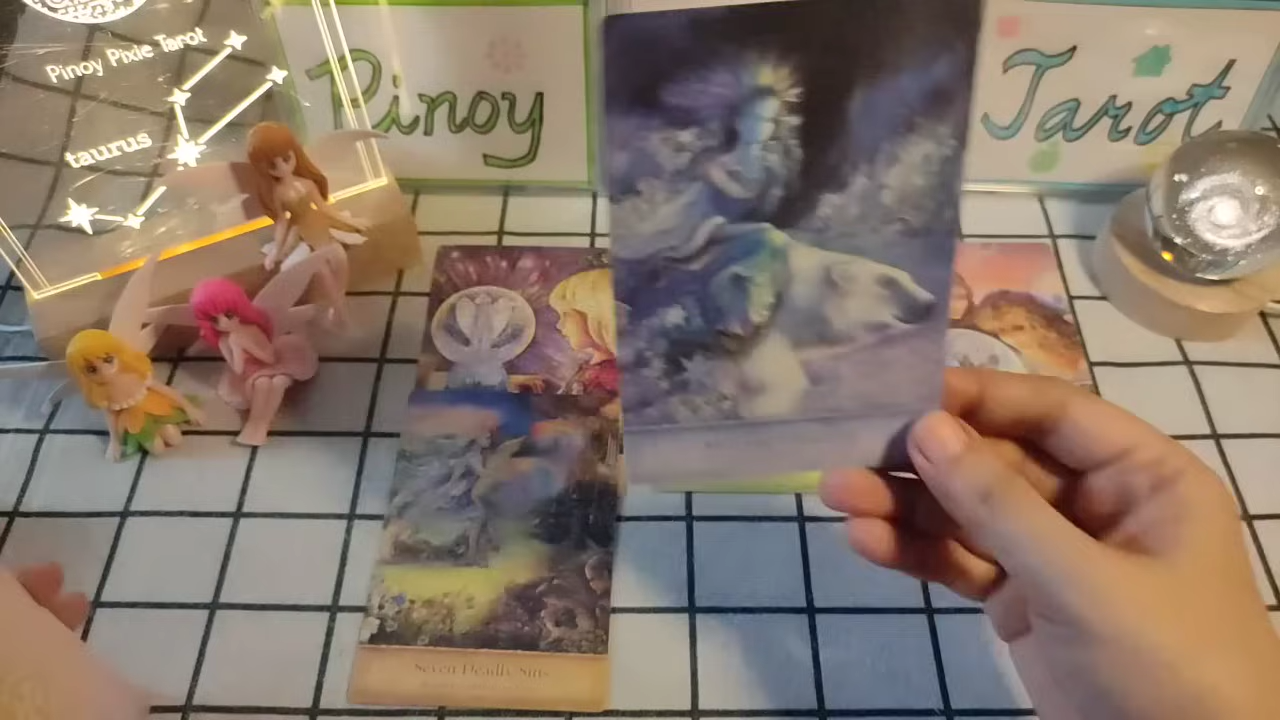 Pinoy Pixie Tarot
taurus
Pinoy
Tarot
Seven Deadly Sins